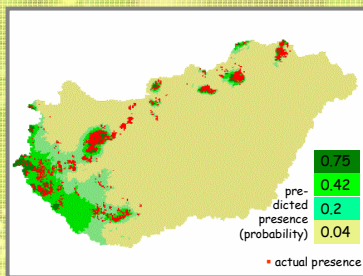 0.75
0.42
0.2
0.04
pre-
dicted
presence
(probability)
actual presence